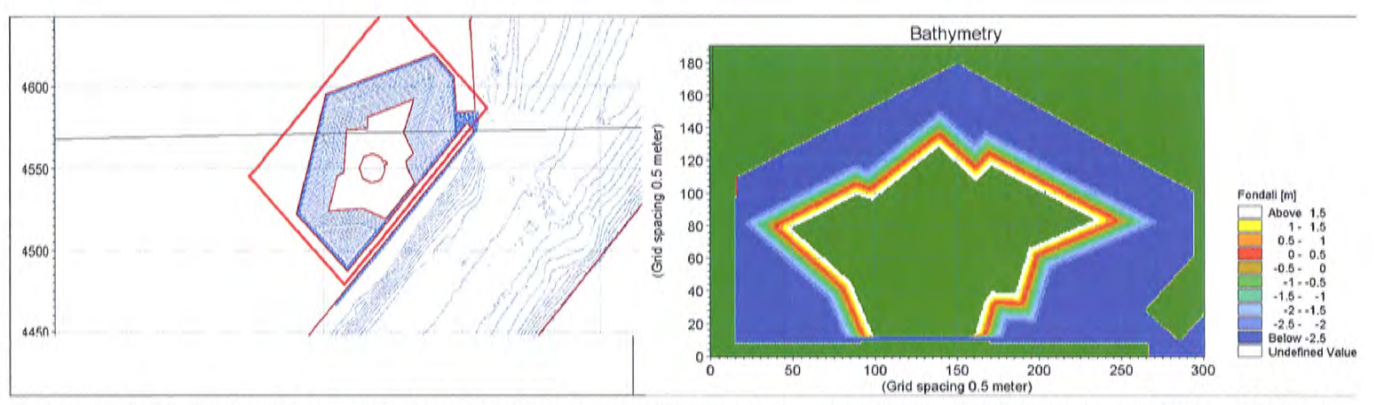 4600
4550
4500
4450
Bathymetry
(Grid spacing 0.5 meter)
180
160
140
120
100
80
60
40
20
0
0 50 100 150 200 250 300
(Grid spacing 0.5 meter)
Fondali [m]
Above 1.5
1 - 1.5
0.5 - 1
0 - 0.5
-0.5 - 0
-1 - -0.5
-1.5 - -1
-2 - -1.5
-2.5 - -2
Below -2.5
Undefined Value